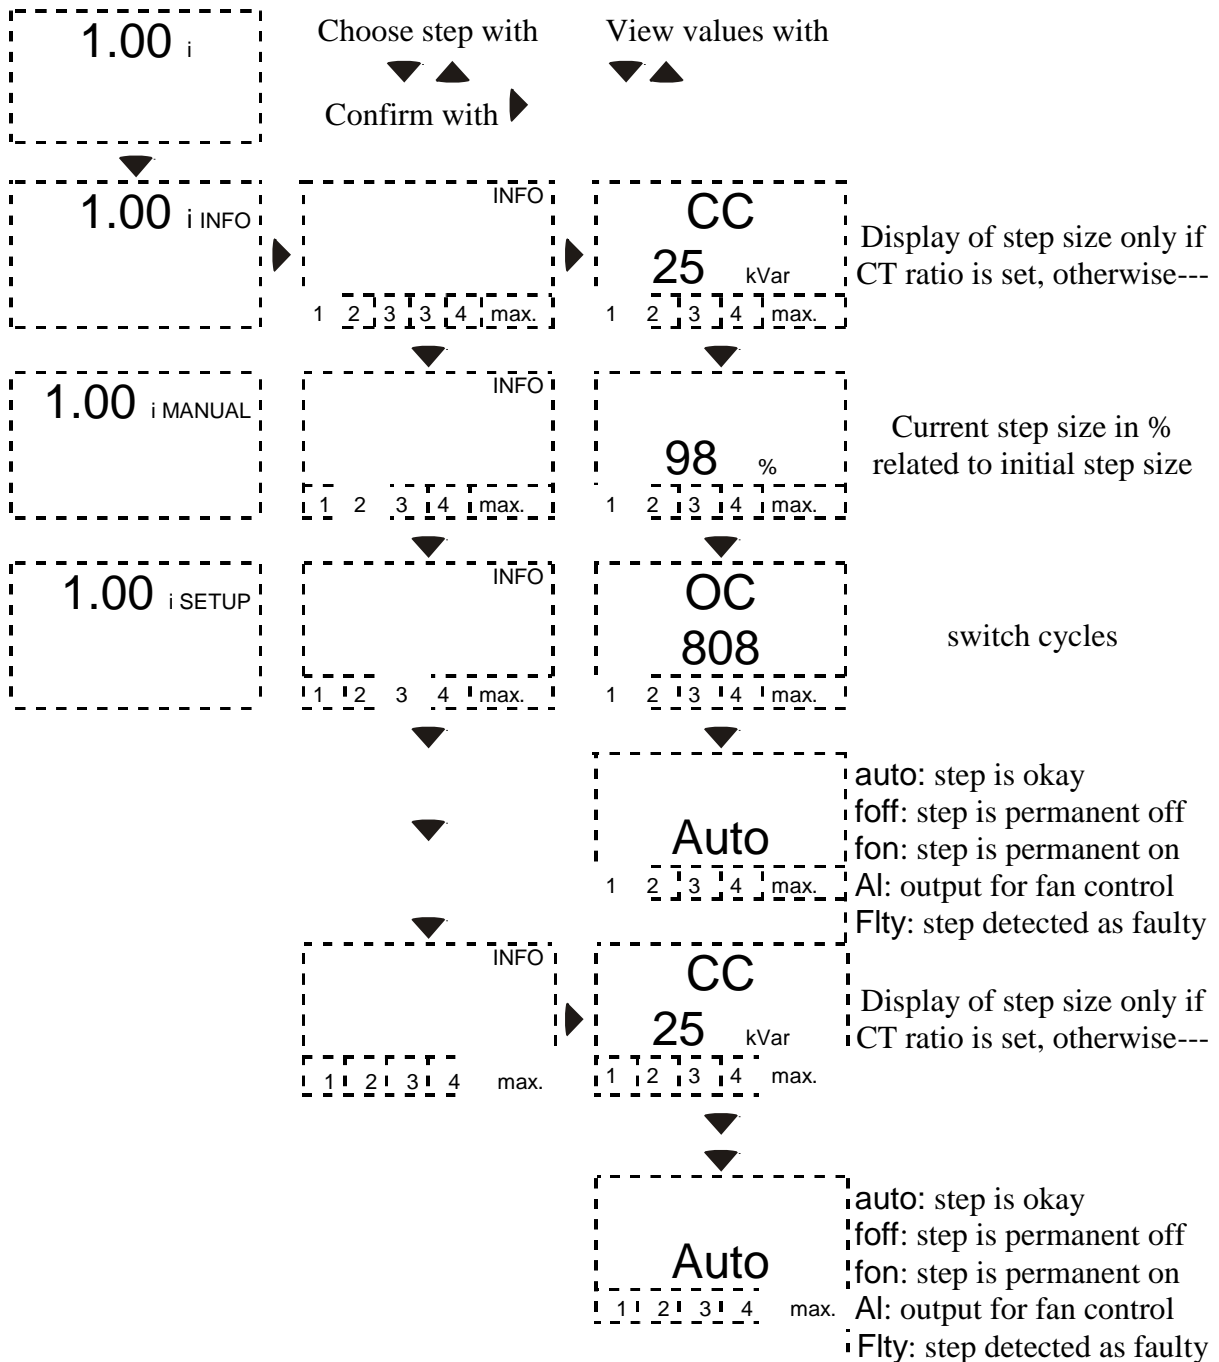 1.00 i
Choose step with
View values with
Confirm with
1.00 i INFO
INFO
1 2 3 3 4 max.
CC
25 kVar
1 2 3 4 max.
Display of step size only if
CT ratio is set, otherwise---
1.00 i MANUAL
INFO
1 2 3 4 max.
98 %
1 2 3 4 max.
Current step size in %
related to initial step size
1.00 i SETUP
INFO
1 2 3 4 max.
OC
808
1 2 3 4 max.
switch cycles
Auto
1 2 3 4 max.
auto: step is okay
foff: step is permanent off
fon: step is permanent on
Al: output for fan control
Flty: step detected as faulty
INFO
1 2 3 4 max.
CC
25 kVar
1 2 3 4 max.
Display of step size only if
CT ratio is set, otherwise---
Auto
1 2 3 4 max.
auto: step is okay
foff: step is permanent off
fon: step is permanent on
Al: output for fan control
Flty: step detected as faulty